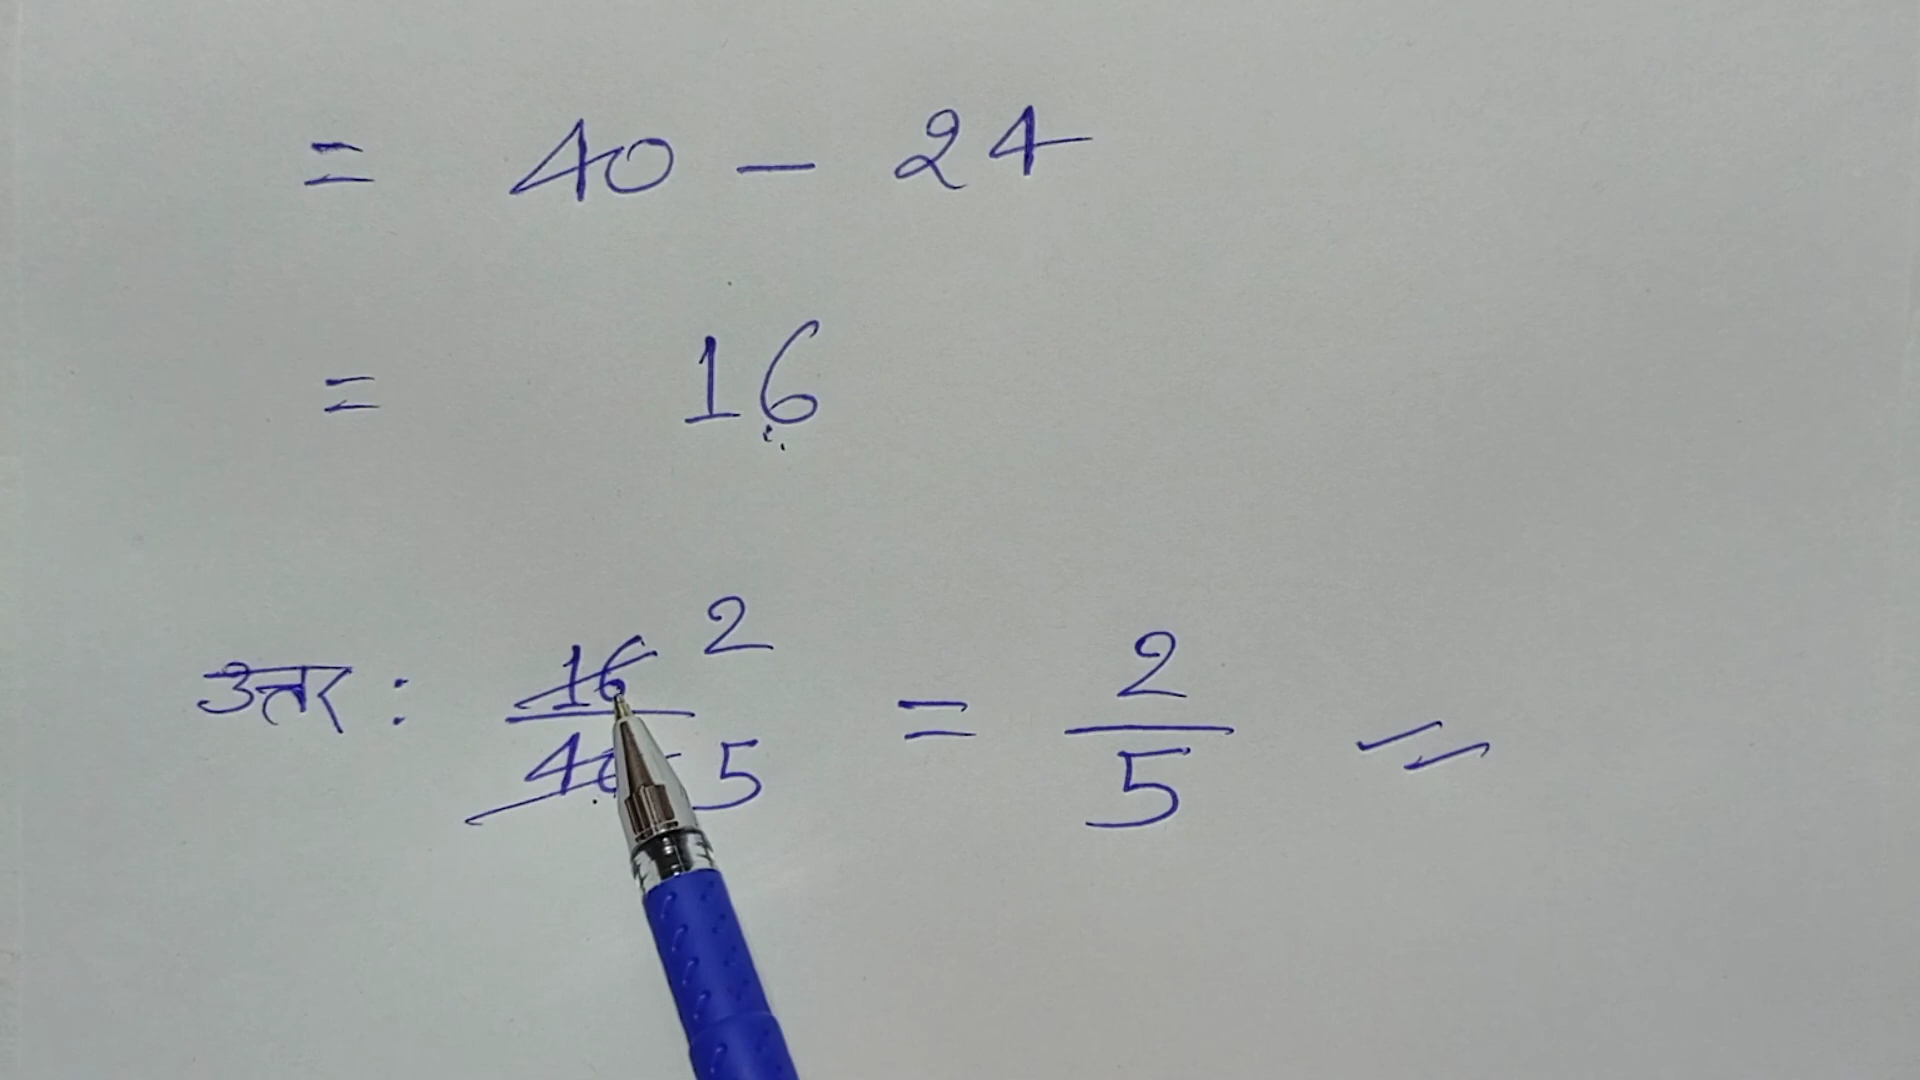 = 40 - 24
= 16
उत्तर : 16/40 2/5 = 2/5